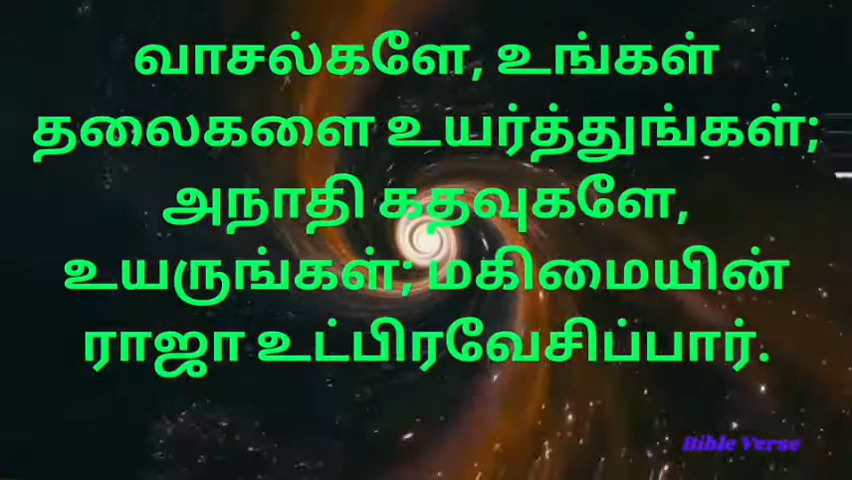 வாசல்களே, உங்கள்
தலைகளை உயர்த்துங்கள்;
அநாதி கதவுகளே,
உயருங்கள்; மகிமையின்
ராஜா உட்பிரவேசிப்பார்.
Bible Verse